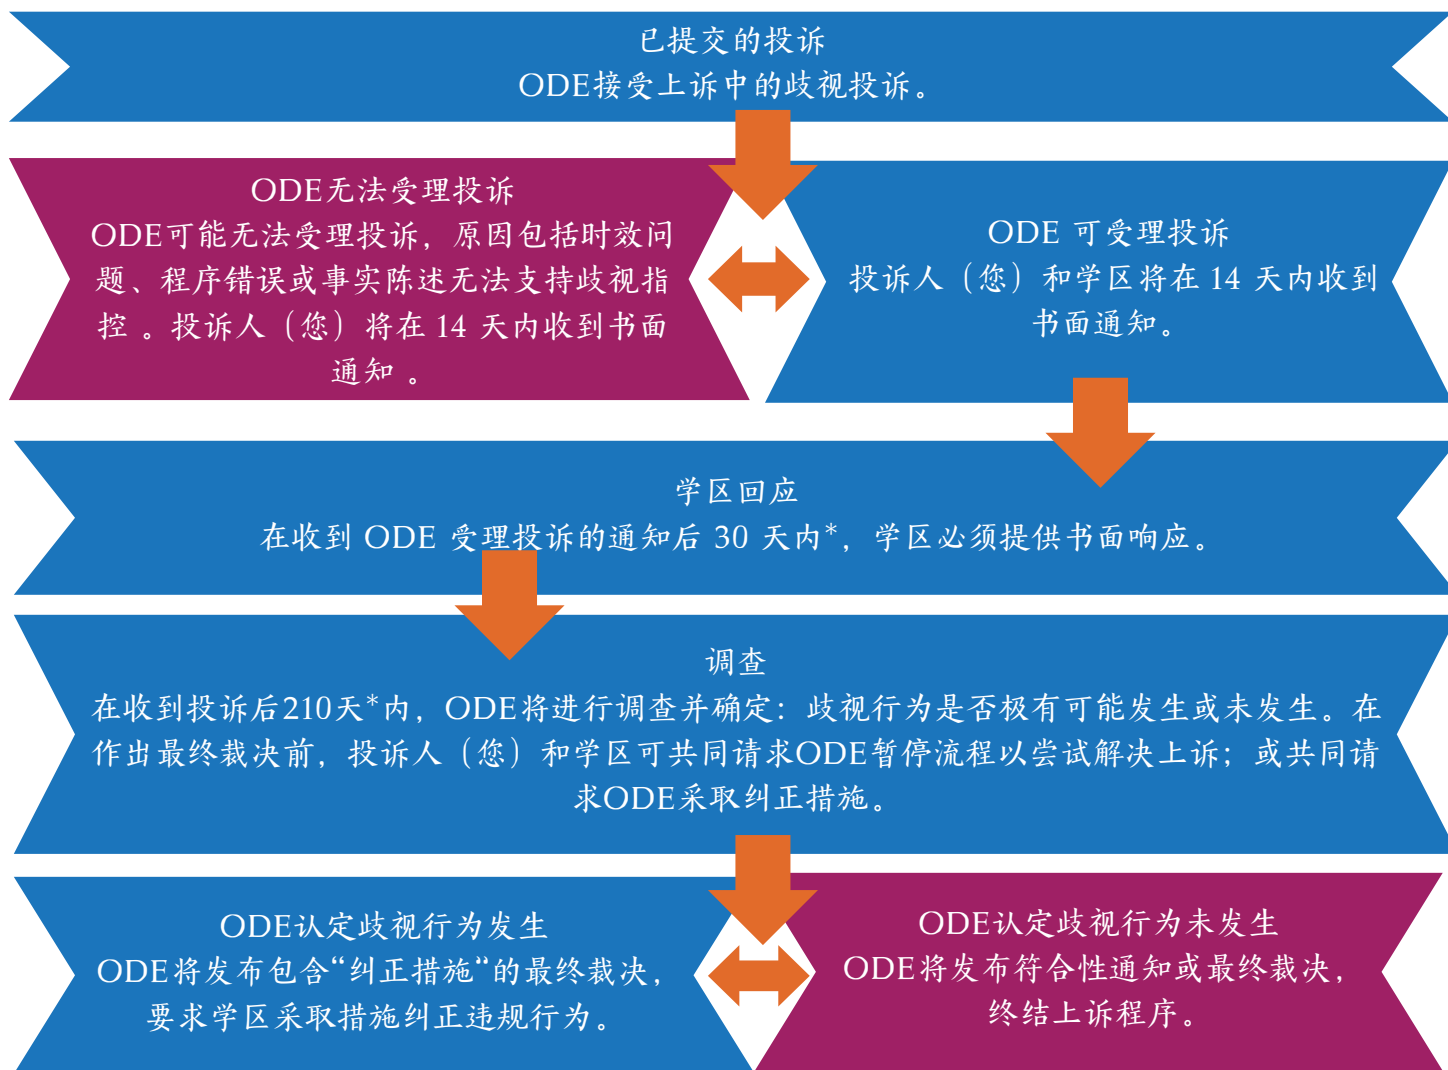 已提交的投诉
ODE接受上诉中的歧视投诉。
ODE无法受理投诉
ODE可能无法受理投诉，原因包括时效问
题、程序错误或事实陈述无法支持歧视指
控 。投诉人（您）将在 14 天内收到书面
通知 。
ODE 可受理投诉
投诉人（您）和学区将在 14 天内收到
书面通知。
学区回应
在收到 ODE 受理投诉的通知后 30 天内*，学区必须提供书面响应。
调查
在收到投诉后210天*内，ODE将进行调查并确定：歧视行为是否极有可能发生或未发生。在
作出最终裁决前，投诉人（您）和学区可共同请求ODE暂停流程以尝试解决上诉；或共同请
求ODE采取纠正措施。
ODE认定歧视行为发生
ODE将发布包含“纠正措施“的最终裁决，
要求学区采取措施纠正违规行为。
ODE认定歧视行为未发生
ODE将发布符合性通知或最终裁决，
终结上诉程序。